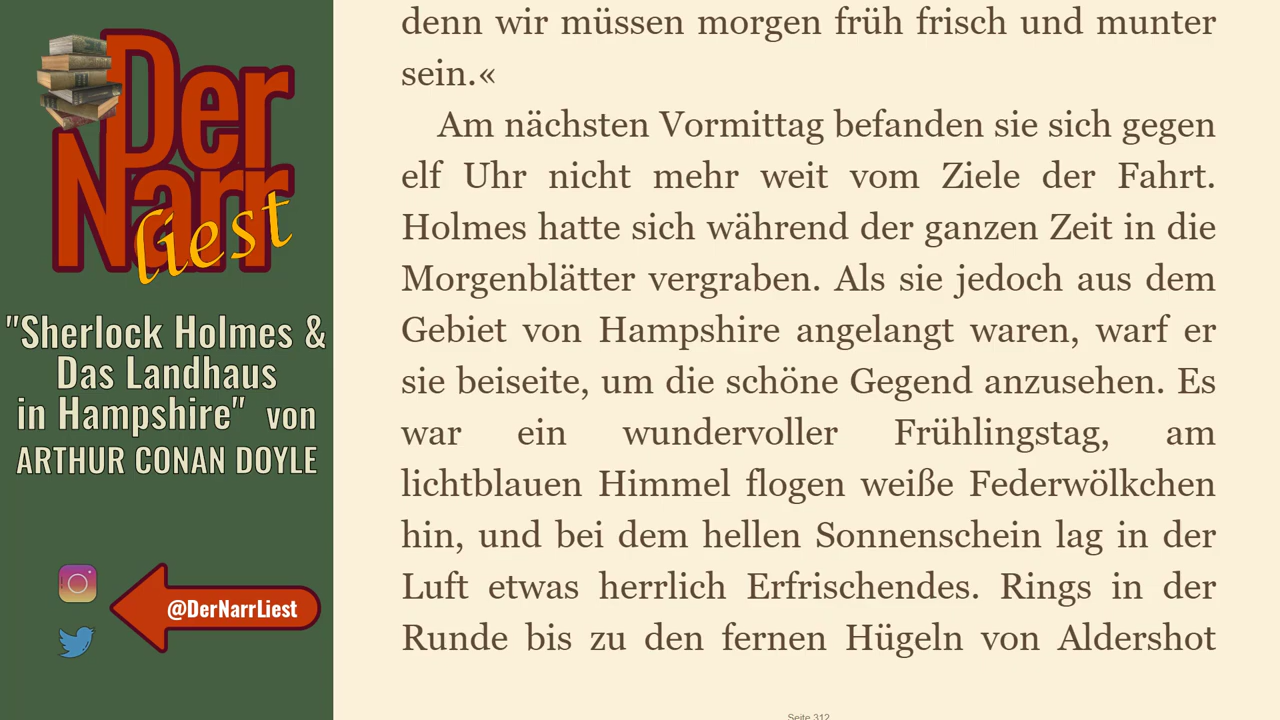 Der
Narr
liest
"Sherlock Holmes &
Das Landhaus
in Hampshire" von
ARTHUR CONAN DOYLE
@DerNarrLiest
denn wir müssen morgen früh frisch und munter
sein.«
Am nächsten Vormittag befanden sie sich gegen
elf Uhr nicht mehr weit vom Ziele der Fahrt.
Holmes hatte sich während der ganzen Zeit in die
Morgenblätter vergraben. Als sie jedoch aus dem
Gebiet von Hampshire angelangt waren, warf er
sie beiseite, um die schöne Gegend anzusehen. Es
war ein wundervoller Frühlingstag, am
lichtblauen Himmel flogen weiße Federwölkchen
hin, und bei dem hellen Sonnenschein lag in der
Luft etwas herrlich Erfrischendes. Rings in der
Runde bis zu den fernen Hügeln von Aldershot
Seite 312